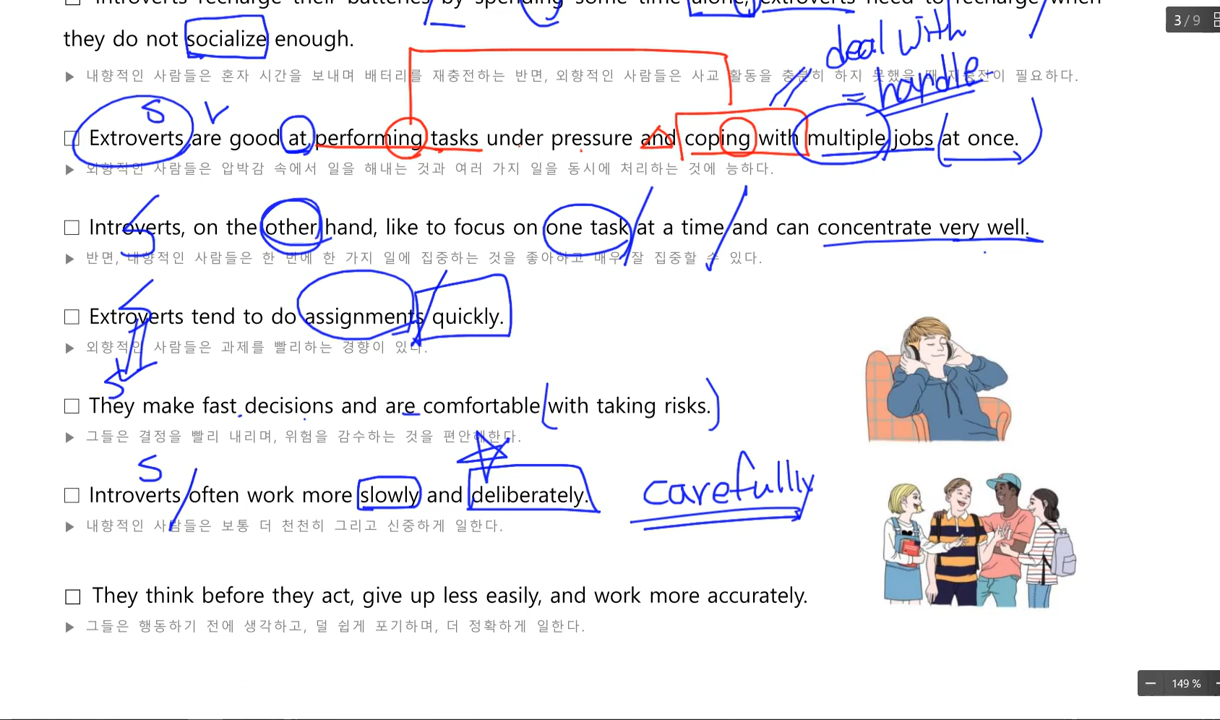 Introverts recharge their batteries by spending some time alone, extroverts need to recharge when
they do not socialize enough.
▶ 내향적인 사람들은 혼자 시간을 보내며 배터리를 재충전하는 반면, 외향적인 사람들은 사교 활동을 충분히 하지 못했을 때 재충전이 필요하다.
deal with
= handle
3 / 9
S V
□ Extroverts are good at performing tasks under pressure and coping with multiple jobs at once.
▶ 외향적인 사람들은 압박감 속에서 일을 해내는 것과 여러 가지 일을 동시에 처리하는 것에 능하다.
S
□ Introverts, on the other hand, like to focus on one task at a time and can concentrate very well.
▶ 반면, 내향적인 사람들은 한 번에 한 가지 일에 집중하는 것을 좋아하고 매우 잘 집중할 수 있다.
S
□ Extroverts tend to do assignments quickly.
▶ 외향적인 사람들은 과제를 빨리하는 경향이 있다.
S
□ They make fast decisions and are comfortable with taking risks.
▶ 그들은 결정을 빨리 내리며, 위험을 감수하는 것을 편안해한다.
S
□ Introverts often work more slowly and deliberately. carefully
▶ 내향적인 사람들은 보통 더 천천히 그리고 신중하게 일한다.
□ They think before they act, give up less easily, and work more accurately.
▶ 그들은 행동하기 전에 생각하고, 덜 쉽게 포기하며, 더 정확하게 일한다.
149 %